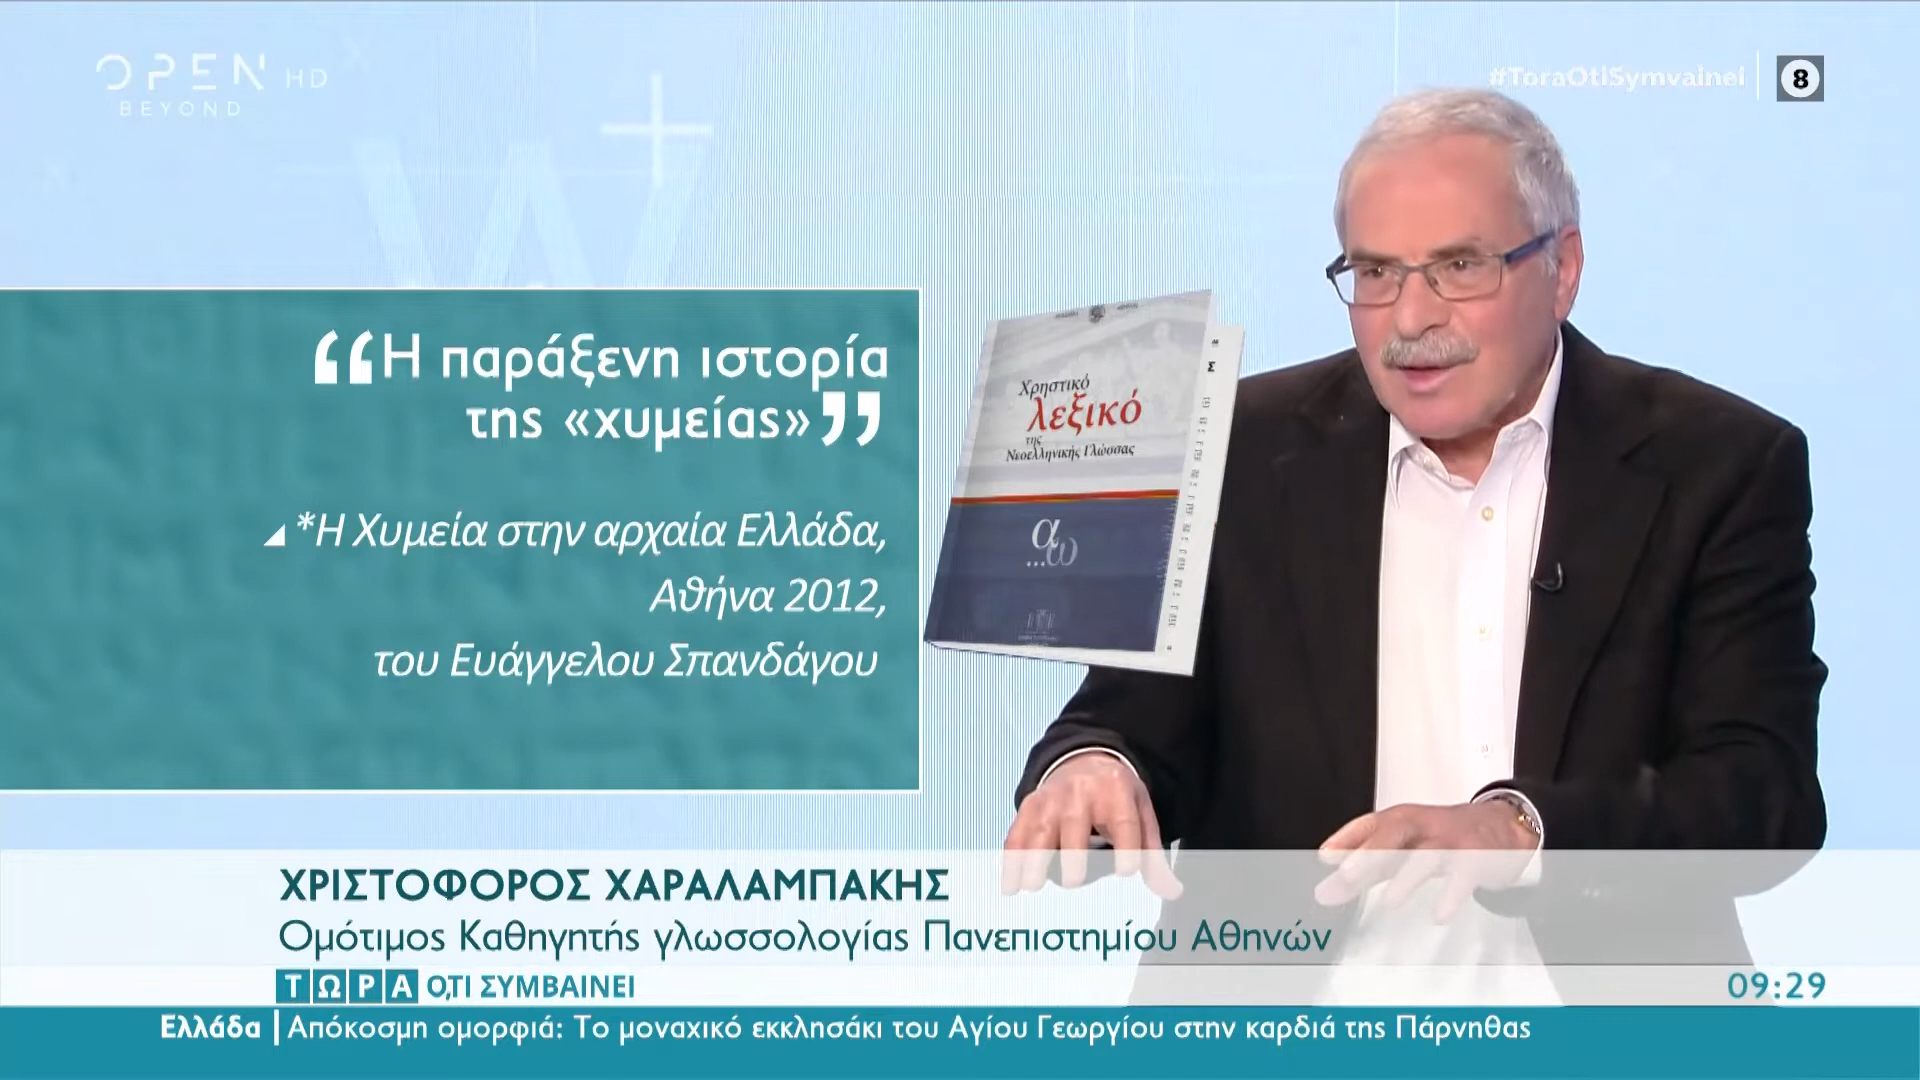 OPEN HD
BEYOND
#ToraOtiSymvainei
8
“Η παράξενη ιστορία
της «χυμείας»”
*Η Χυμεία στην αρχαία Ελλάδα,
Αθήνα 2012,
του Ευάγγελου Σπανδάγου
Χρηστικό
λεξικό
της
Νεοελληνικής Γλώσσας
α
...ω
ΧΡΙΣΤΟΦΟΡΟΣ ΧΑΡΑΛΑΜΠΑΚΗΣ
Ομότιμος Καθηγητής γλωσσολογίας Πανεπιστημίου Αθηνών
ΤΩΡΑ Ο,ΤΙ ΣΥΜΒΑΙΝΕΙ
09:29
Ελλάδα | Απόκοσμη ομορφιά: Το μοναχικό εκκλησάκι του Αγίου Γεωργίου στην καρδιά της Πάρνηθας